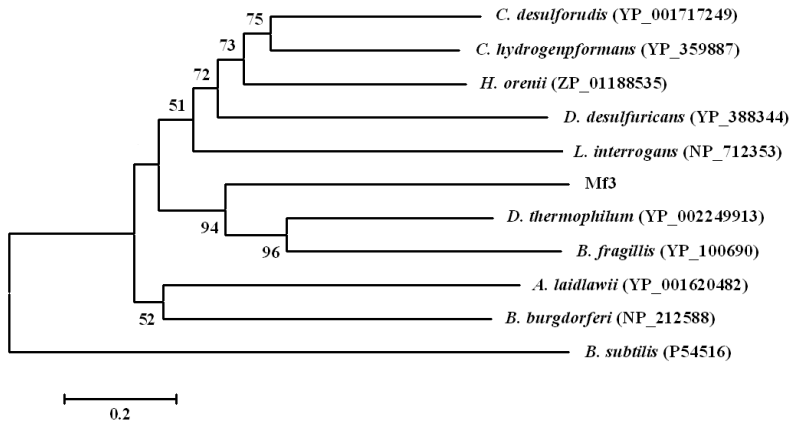 75
C. desulforudis (YP_001717249)
73
C. hydrogenpformans (YP_359887)
72
H. orenii (ZP_01188535)
51
D. desulfuricans (YP_388344)
L. interrogans (NP_712353)
Mf3
94
D. thermophilum (YP_002249913)
96
B. fragillis (YP_100690)
A. laidlawii (YP_001620482)
52
B. burgdorferi (NP_212588)
B. subtilis (P54516)
0.2